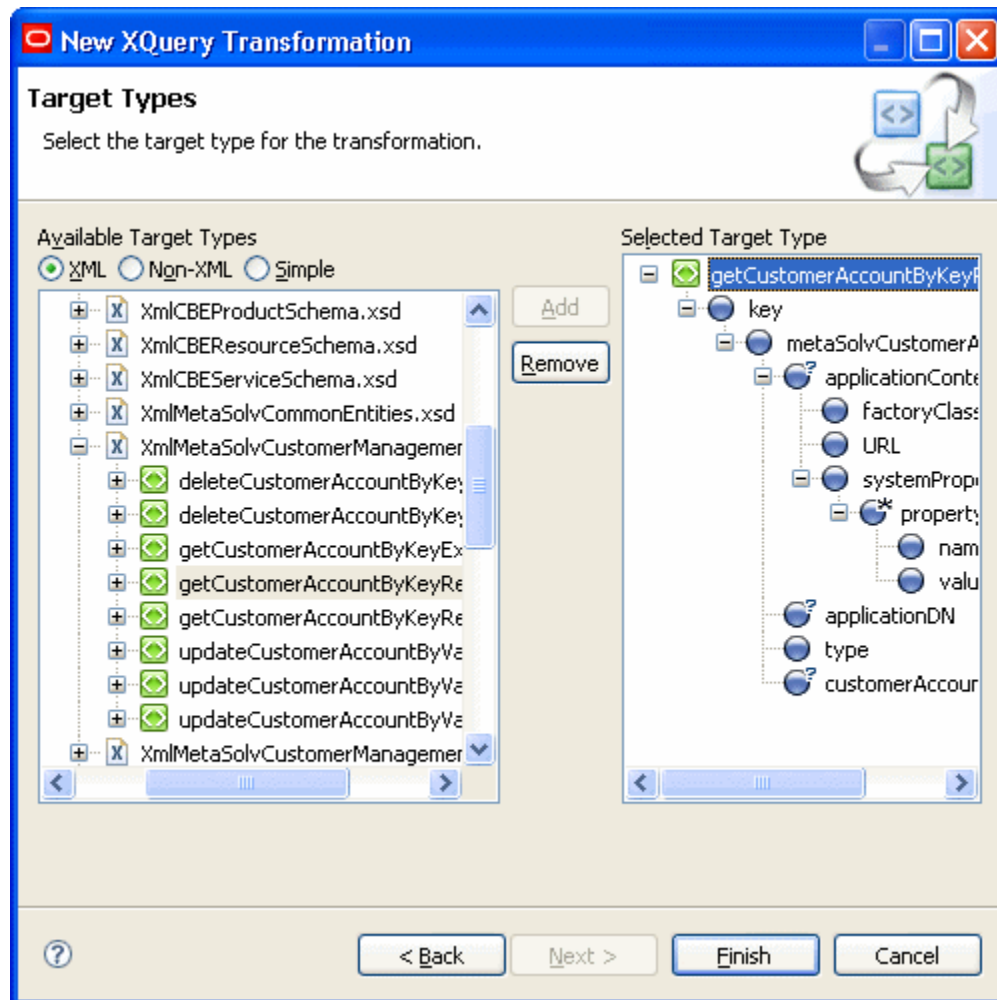 New XQuery Transformation
Target Types
Select the target type for the transformation.
Available Target Types
XML Non-XML Simple
XmlCBEProductSchema.xsd
XmlCBEResourceSchema.xsd
XmlCBEServiceSchema.xsd
XmlMetaSolvCommonEntities.xsd
XmlMetaSolvCustomerManagemer
deleteCustomerAccountByKey
deleteCustomerAccountByKey
getCustomerAccountByKeyEx
getCustomerAccountByKeyRe
getCustomerAccountByKeyRe
updateCustomerAccountByVa
updateCustomerAccountByVa
updateCustomerAccountByVa
XmlMetaSolvCustomerManagemer
Add
Remove
Selected Target Type
getCustomerAccountByKeyR
key
metaSolvCustomerA
applicationConte
factoryClass
URL
systemPrope
property
nam
valu
applicationDN
type
customerAccour
< Back Next > Finish Cancel